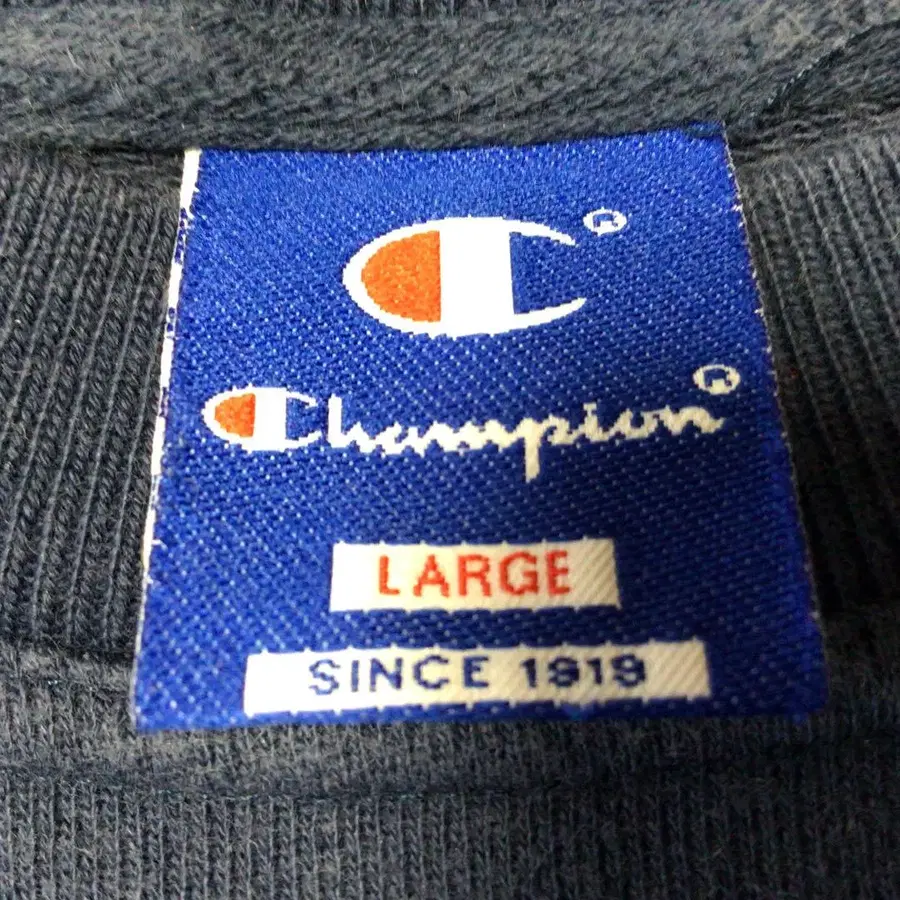 C®
Champion®
LARGE
SINCE 1919